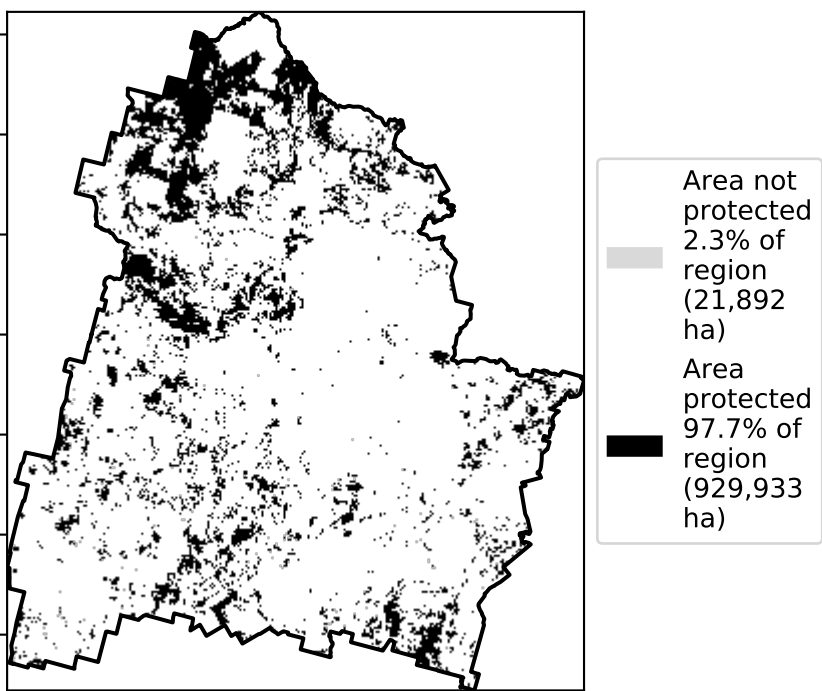 Area not
protected
2.3% of
region
(21,892
ha)
Area
protected
97.7% of
region
(929,933
ha)